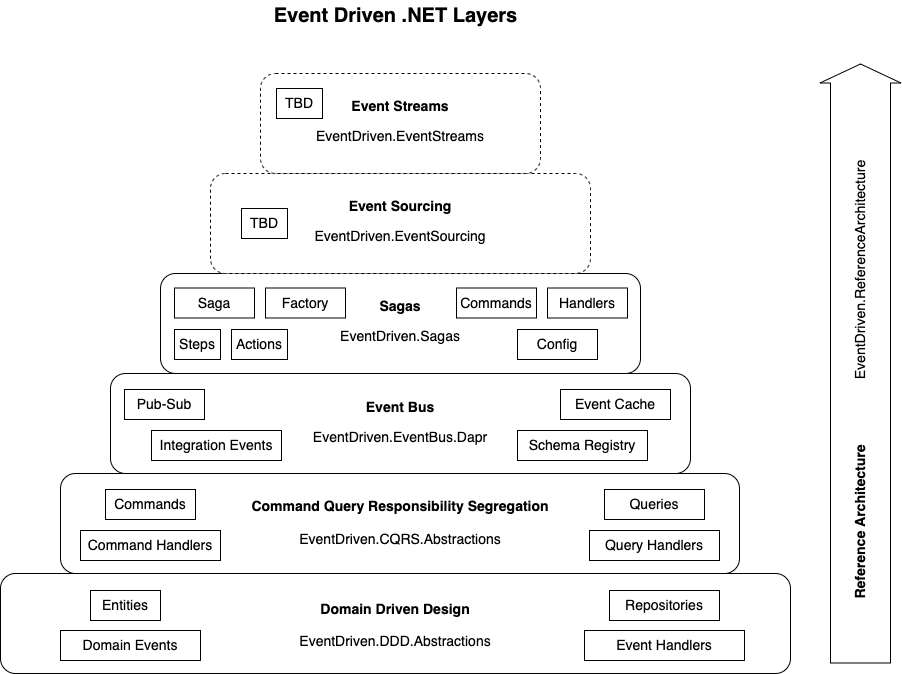 Event Driven .NET Layers
TBD
Event Streams
EventDriven.EventStreams
TBD
Event Sourcing
EventDriven.EventSourcing
Saga
Factory
Sagas
Commands
Handlers
Steps
Actions
EventDriven.Sagas
Config
Pub-Sub
Event Bus
Event Cache
Integration Events
EventDriven.EventBus.Dapr
Schema Registry
Commands
Command Query Responsibility Segregation
Queries
Command Handlers
EventDriven.CQRS.Abstractions
Query Handlers
Entities
Domain Driven Design
Repositories
Domain Events
EventDriven.DDD.Abstractions
Event Handlers
Reference Architecture
EventDriven.ReferenceArchitecture